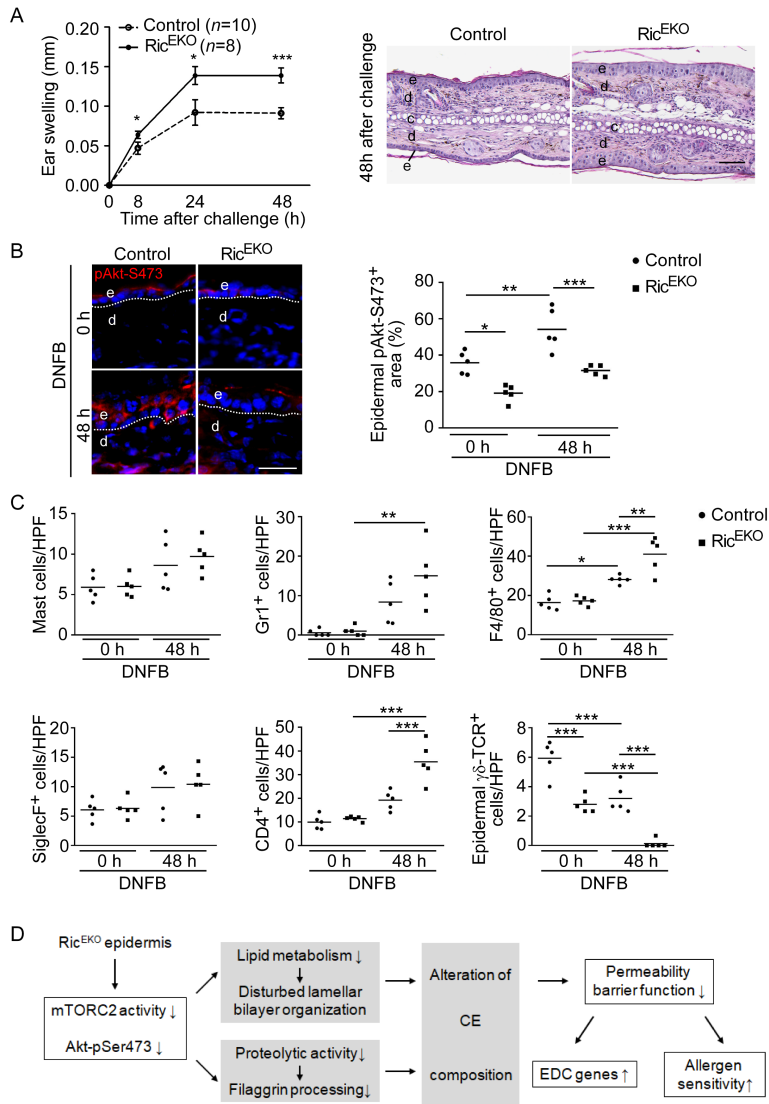 A
Control (n=10)
Ric^EKO (n=8)
Ear swelling (mm)
0.20
0.15
0.10
0.05
0.00
*
*
***
0 8 24 48
Time after challenge (h)
Control
Ric^EKO
48h after challenge
e
d
c
d
e
e
d
c
d
e
B
Control
Ric^EKO
DNFB
0 h
48 h
pAkt-S473
e
d
e
d
e
d
e
d
Epidermal pAkt-S473+
area (%)
80
60
40
20
0
*
**
***
0 h 48 h
DNFB
Control
Ric^EKO
C
Mast cells/HPF
15
10
5
0
0 h 48 h
DNFB
Gr1+ cells/HPF
30
20
10
0
**
0 h 48 h
DNFB
F4/80+ cells/HPF
60
40
20
0
*
***
**
0 h 48 h
DNFB
Control
Ric^EKO
SiglecF+ cells/HPF
20
15
10
5
0
0 h 48 h
DNFB
CD4+ cells/HPF
50
40
30
20
10
0
***
***
0 h 48 h
DNFB
Epidermal γδ-TCR+
cells/HPF
8
6
4
2
0
***
***
***
***
0 h 48 h
DNFB
D
Ric^EKO epidermis
mTORC2 activity ↓
Akt-pSer473 ↓
Lipid metabolism ↓
Disturbed lamellar
bilayer organization
Proteolytic activity↓
Filaggrin processing↓
Alteration of
CE
composition
Permeability
barrier function ↓
EDC genes ↑
Allergen
sensitivity↑